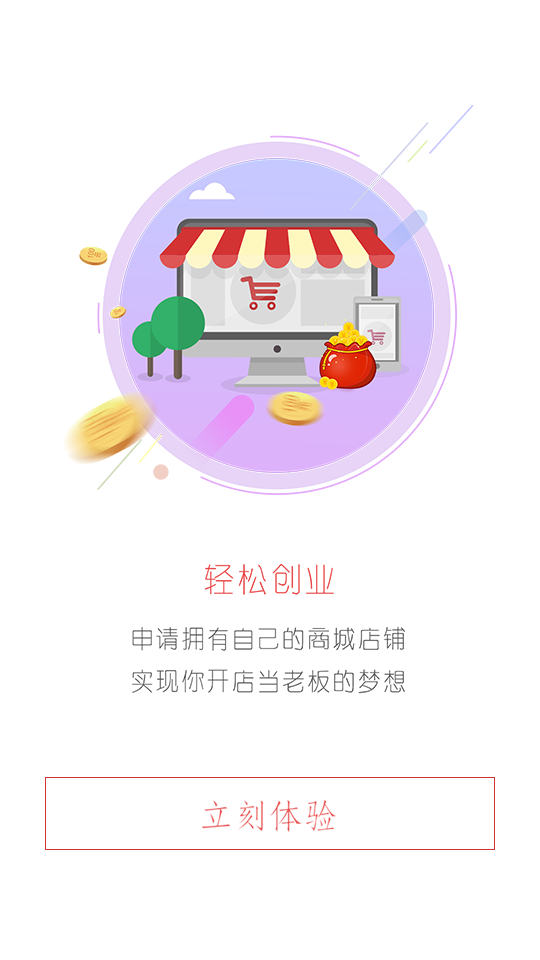 轻松创业
申请拥有自己的商城店铺
实现你开店当老板的梦想
立刻体验